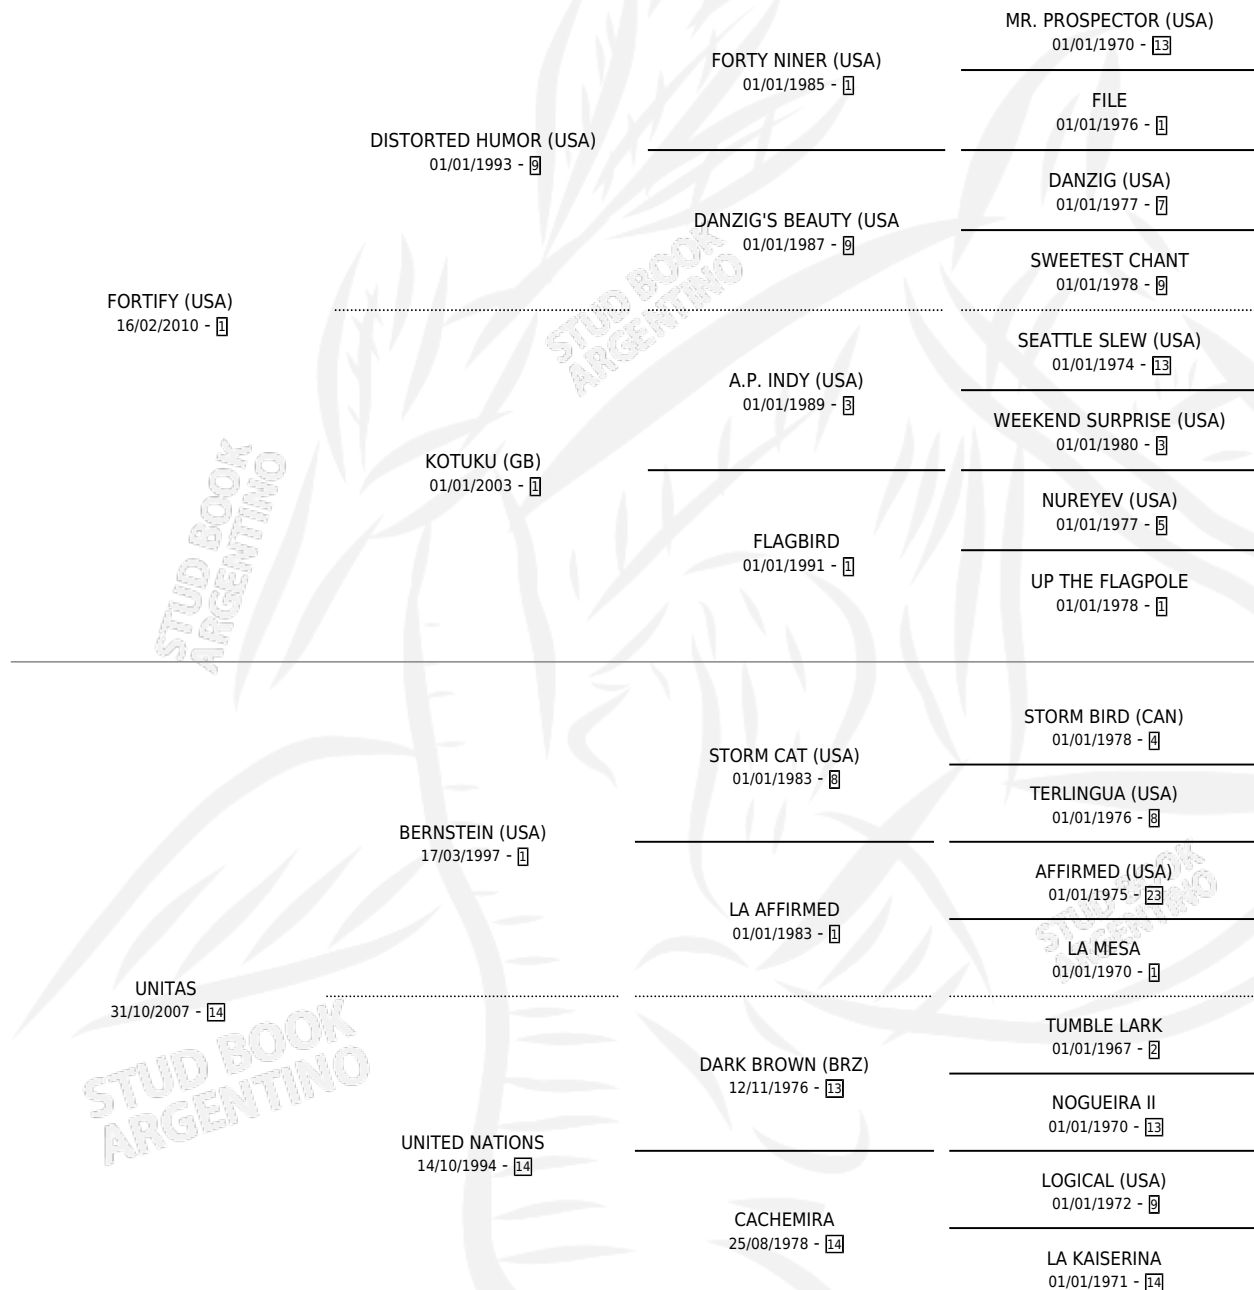 MR. PROSPECTOR (USA)
01/01/1970 - 13
FORTY NINER (USA)
01/01/1985 - 1
FILE
01/01/1976 - 1
DISTORTED HUMOR (USA)
01/01/1993 - 9
DANZIG (USA)
01/01/1977 - 7
DANZIG'S BEAUTY (USA
01/01/1987 - 9
SWEETEST CHANT
01/01/1978 - 9
FORTIFY (USA)
16/02/2010 - 1
STUD BOOK
ARGENTINO
SEATTLE SLEW (USA)
01/01/1974 - 13
A.P. INDY (USA)
01/01/1989 - 3
WEEKEND SURPRISE (USA)
01/01/1980 - 3
KOTUKU (GB)
01/01/2003 - 1
NUREYEV (USA)
01/01/1977 - 5
FLAGBIRD
01/01/1991 - 1
UP THE FLAGPOLE
01/01/1978 - 1
STUD BOOK
ARGENTINO
STORM BIRD (CAN)
01/01/1978 - 4
STORM CAT (USA)
01/01/1983 - 8
TERLINGUA (USA)
01/01/1976 - 8
BERNSTEIN (USA)
17/03/1997 - 1
AFFIRMED (USA)
01/01/1975 - 23
LA AFFIRMED
01/01/1983 - 1
LA MESA
01/01/1970 - 1
STUD BOOK
ARGENTINO
UNITAS
31/10/2007 - 14
TUMBLE LARK
01/01/1967 - 2
DARK BROWN (BRZ)
12/11/1976 - 13
NOGUEIRA II
01/01/1970 - 13
STUD BOOK
ARGENTINO
UNITED NATIONS
14/10/1994 - 14
LOGICAL (USA)
01/01/1972 - 9
CACHEMIRA
25/08/1978 - 14
LA KAISERINA
01/01/1971 - 14